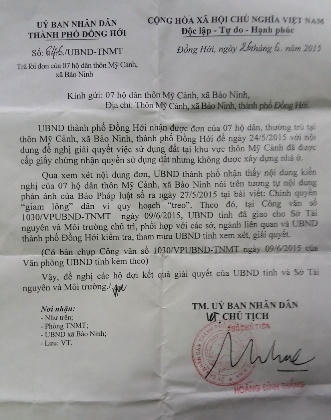 UỶ BAN NHÂN DÂN
THÀNH PHỐ ĐỒNG HỚI
CỘNG HÒA XÃ HỘI CHỦ NGHĨA VIỆT NAM
Độc lập - Tự do - Hạnh phúc
Số: 646/UBND-TNMT
Đồng Hới, ngày tháng 6 năm 2015
Trả lời đơn của 07 hộ dân thôn Mỹ Cảnh,
xã Bảo Ninh
Kính gửi: 07 hộ dân thôn Mỹ Cảnh, xã Bảo Ninh,
Địa chỉ: Thôn Mỹ Cảnh, xã Bảo Ninh, thành phố Đồng Hới.
UBND thành phố Đồng Hới nhận được đơn của 07 hộ dân, thường trú tại
thôn Mỹ Cảnh, xã Bảo Ninh, thành phố Đồng Hới đề ngày 24/5/2015 với nội
dung đề nghị giải quyết việc sử dụng đất tại khu vực thôn Mỹ Cảnh đã được
cấp giấy chứng nhận quyền sử dụng đất nhưng không được xây dựng nhà ở.
Qua xem xét nội dung đơn, UBND thành phố nhận thấy nội dung kiến
nghị của 07 hộ dân thôn Mỹ Cảnh, xã Bảo Ninh nói trên tương tự nội dung
phản ánh của Báo Pháp luật số ra ngày 27/5/2015 tại bài viết: Chính quyền
"giam lỏng" dân vì quy hoạch "treo". Theo đó, tại Công văn số
1030/VPUBND-TNMT ngày 09/6/2015, UBND tỉnh đã giao cho Sở Tài
nguyên và Môi trường chủ trì, phối hợp với các sở, ngành liên quan và UBND
thành phố Đồng Hới kiểm tra, tham mưu UBND tỉnh xem xét, giải quyết.
(Có bản chụp Công văn số 1030/VPUBND-TNMT ngày 09/6/2015 của
Văn phòng UBND tỉnh kèm theo)
Vậy, đề nghị các hộ đợi kết quả giải quyết của UBND tỉnh và Sở Tài
nguyên và Môi trường./.
Nơi nhận:
- Như trên;
- Phòng TNMT;
- UBND xã Bảo Ninh;
- Lưu: VT.
TM. UỶ BAN NHÂN DÂN
CHỦ TỊCH
PHÓ CHỦ TỊCH
HOÀNG ĐÌNH THẮNG